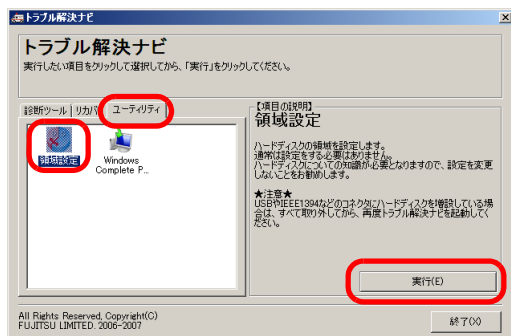 トラブル解決ナビ
トラブル解決ナビ
実行したい項目をクリックして選択してから、「実行」をクリックしてください。
診断ツール
リカバ
ユーティリティ
領域設定
Windows
Complete P...
【項目の説明】
領域設定
ハードディスクの領域を設定します。
通常は設定をする必要はありません。
ハードディスクについての知識が必要となりますので、設定を変更
しないことをお勧めします。
★注意★
USBやIEEE1394などのコネクタにハードディスクを増設している場
合は、すべて取り外してから、再度トラブル解決ナビを起動してく
ださい。
実行(E)
All Rights Reserved, Copyright(C)
FUJITSU LIMITED. 2006-2007
終了(X)